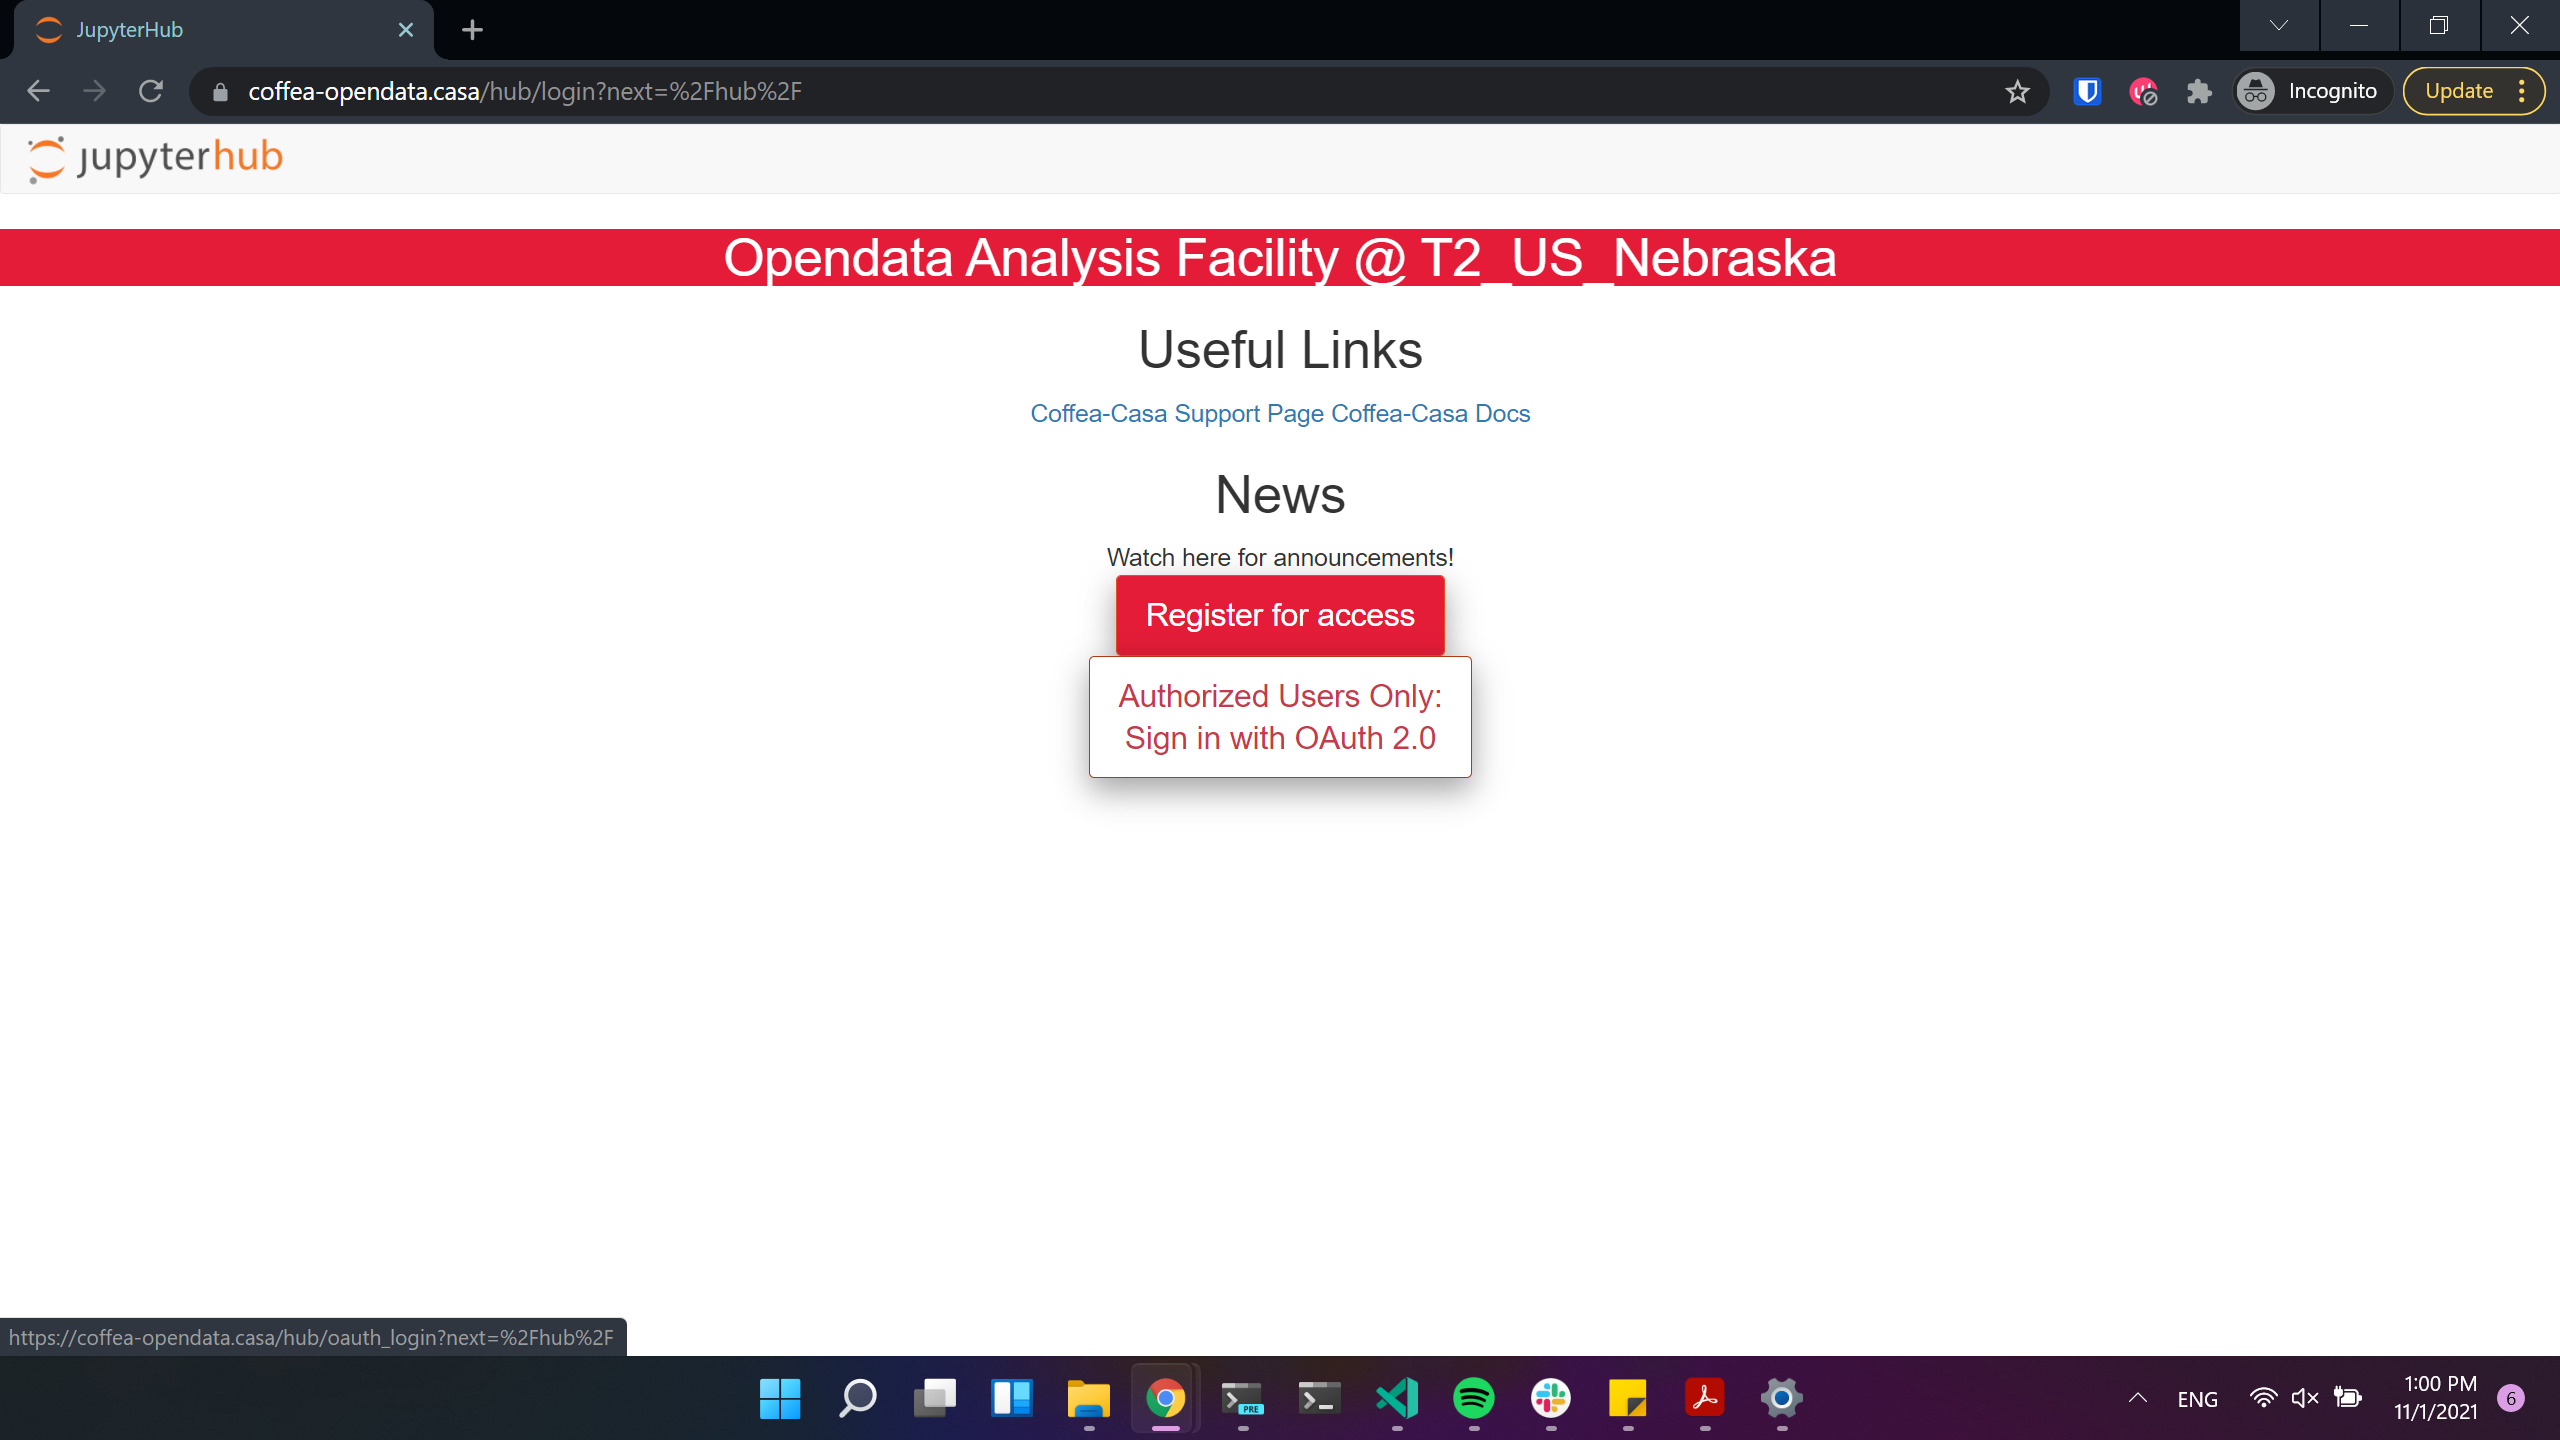 JupyterHub
coffea-opendata.casa/hub/login?next=%2Fhub%2F
Incognito
Update
jupyterhub
Opendata Analysis Facility @ T2_US_Nebraska
Useful Links
Coffea-Casa Support Page Coffea-Casa Docs
News
Watch here for announcements!
Register for access
Authorized Users Only:
Sign in with OAuth 2.0
https://coffea-opendata.casa/hub/oauth_login?next=%2Fhub%2F
PRE
ENG
1:00 PM
11/1/2021
6